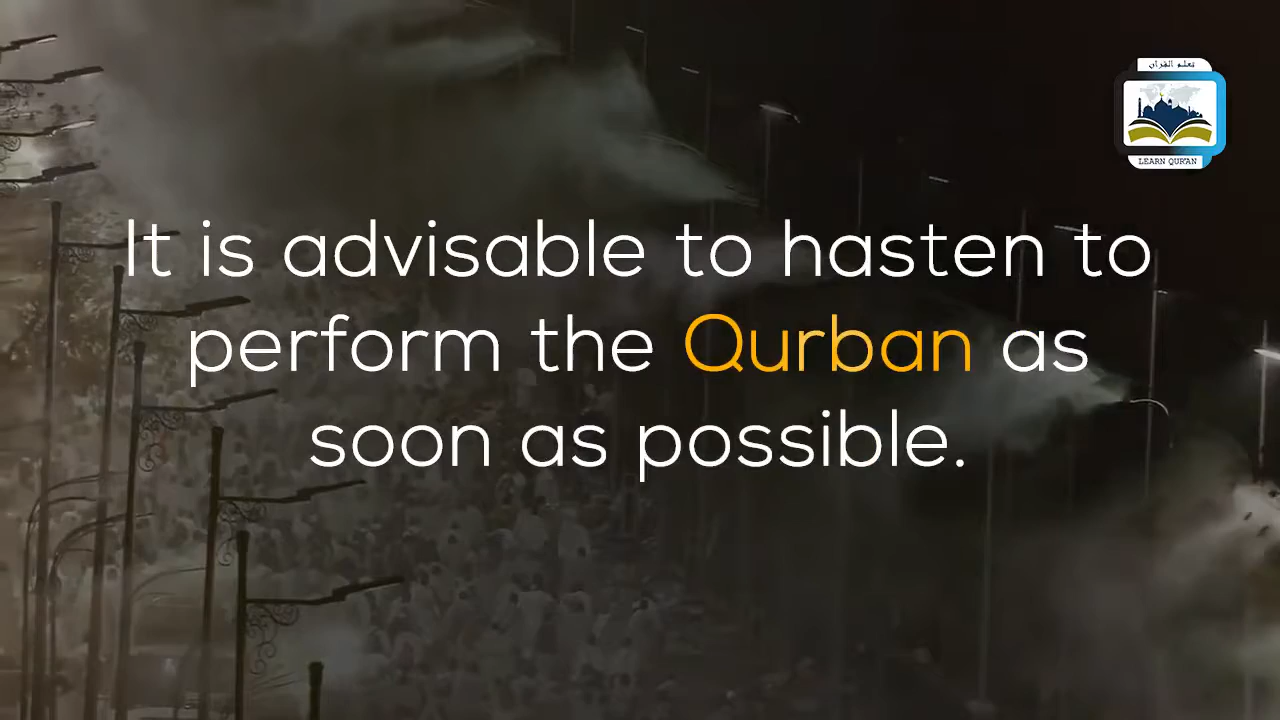 تعلم القرآن
LEARN QUR'AN
It is advisable to hasten to
perform the Qurban as
soon as possible.